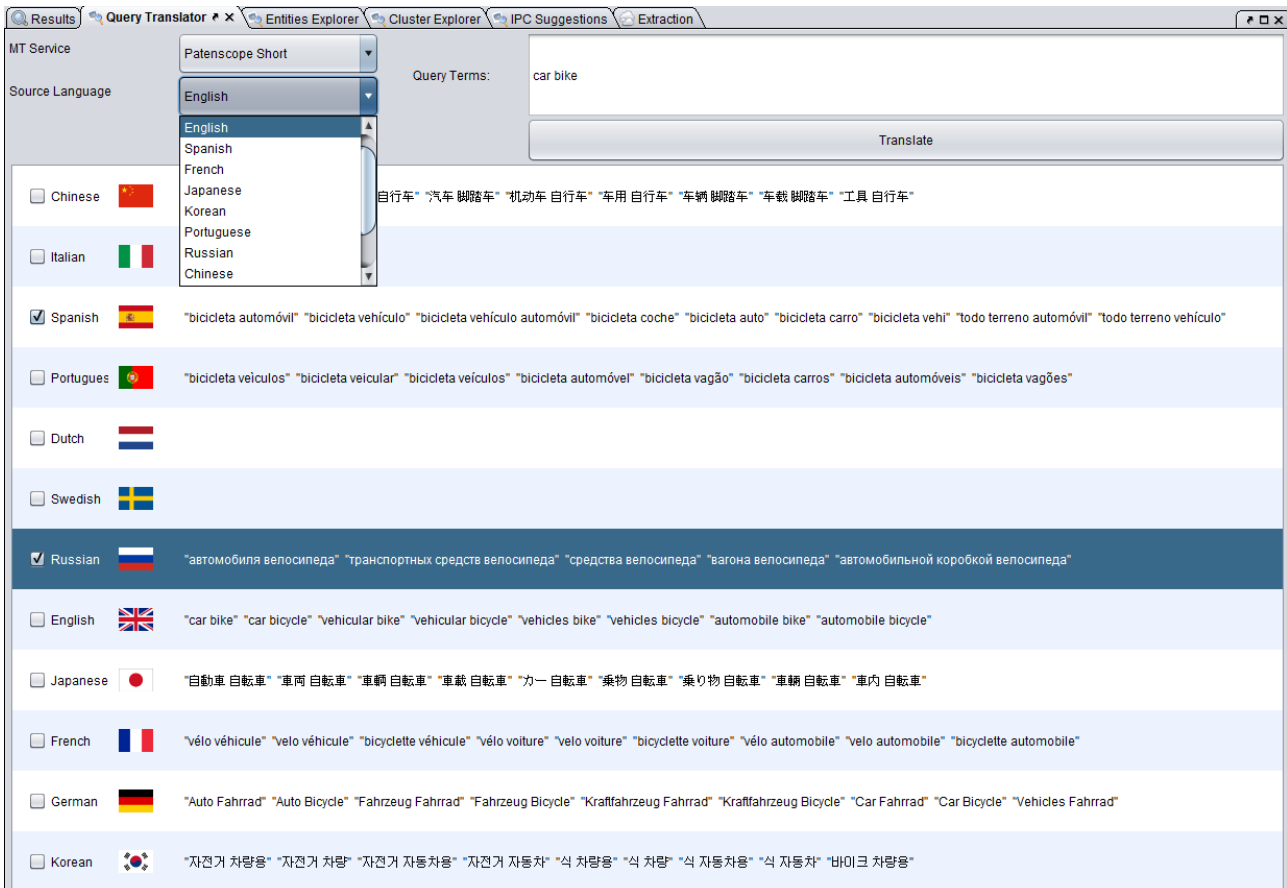 Results Query Translator Entities Explorer Cluster Explorer IPC Suggestions Extraction
MT Service
Patenscope Short
Query Terms:
car bike
Source Language
English
Translate
English
Spanish
French
Japanese
Korean
Portuguese
Russian
Chinese
Chinese 自行车" "汽车 脚踏车" "机动车 自行车" "车用 自行车" "车辆 脚踏车" "车载 脚踏车" "工具 自行车"
Italian
Spanish "bicicleta automóvil" "bicicleta vehículo" "bicicleta vehículo automóvil" "bicicleta coche" "bicicleta auto" "bicicleta carro" "bicicleta vehi" "todo terreno automóvil" "todo terreno vehículo"
Portugues "bicicleta veìculos" "bicicleta veicular" "bicicleta veículos" "bicicleta automóvel" "bicicleta vagão" "bicicleta carros" "bicicleta automóveis" "bicicleta vagões"
Dutch
Swedish
Russian "автомобиля велосипеда" "транспортных средств велосипеда" "средства велосипеда" "вагона велосипеда" "автомобильной коробкой велосипеда"
English "car bike" "car bicycle" "vehicular bike" "vehicular bicycle" "vehicles bike" "vehicles bicycle" "automobile bike" "automobile bicycle"
Japanese "自動車 自転車" "車両 自転車" "車輌 自転車" "車載 自転車" "カー 自転車" "乗物 自転車" "乗り物 自転車" "車輛 自転車" "車内 自転車"
French "vélo véhicule" "velo véhicule" "bicyclette véhicule" "vélo voiture" "velo voiture" "bicyclette voiture" "vélo automobile" "velo automobile" "bicyclette automobile"
German "Auto Fahrrad" "Auto Bicycle" "Fahrzeug Fahrrad" "Fahrzeug Bicycle" "Kraftfahrzeug Fahrrad" "Kraftfahrzeug Bicycle" "Car Fahrrad" "Car Bicycle" "Vehicles Fahrrad"
Korean "자전거 차량용" "자전거 차량" "자전거 자동차용" "자전거 자동차" "식 차량용" "식 차량" "식 자동차용" "식 자동차" "바이크 차량용"